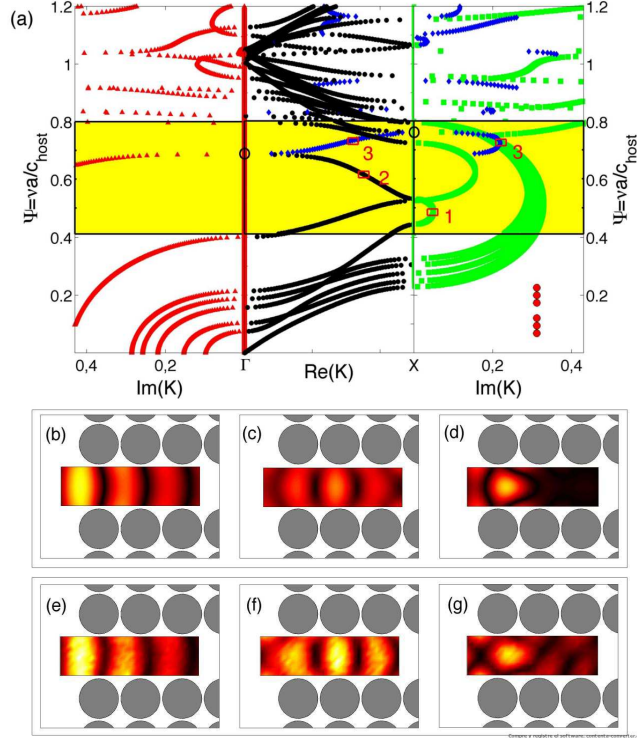 (a)
1.2
1
0.8
0.6
0.4
0.2
Ψ=νa/c_host
3
2
1
3
1.2
1
0.8
0.6
0.4
0.2
Ψ=νa/c_host
0,4 0,2 Γ X 0,2 0,4
Im(K) Re(K) Im(K)
(b) (c) (d)
(e) (f) (g)